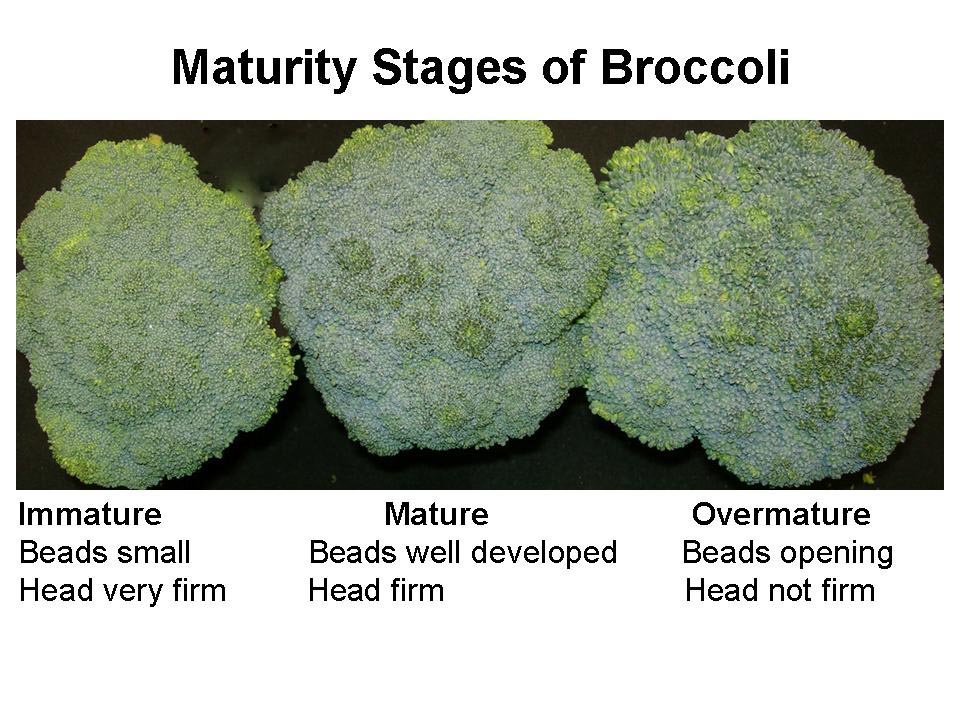 Maturity Stages of Broccoli
Immature Mature Overmature
Beads small Beads well developed Beads opening
Head very firm Head firm Head not firm